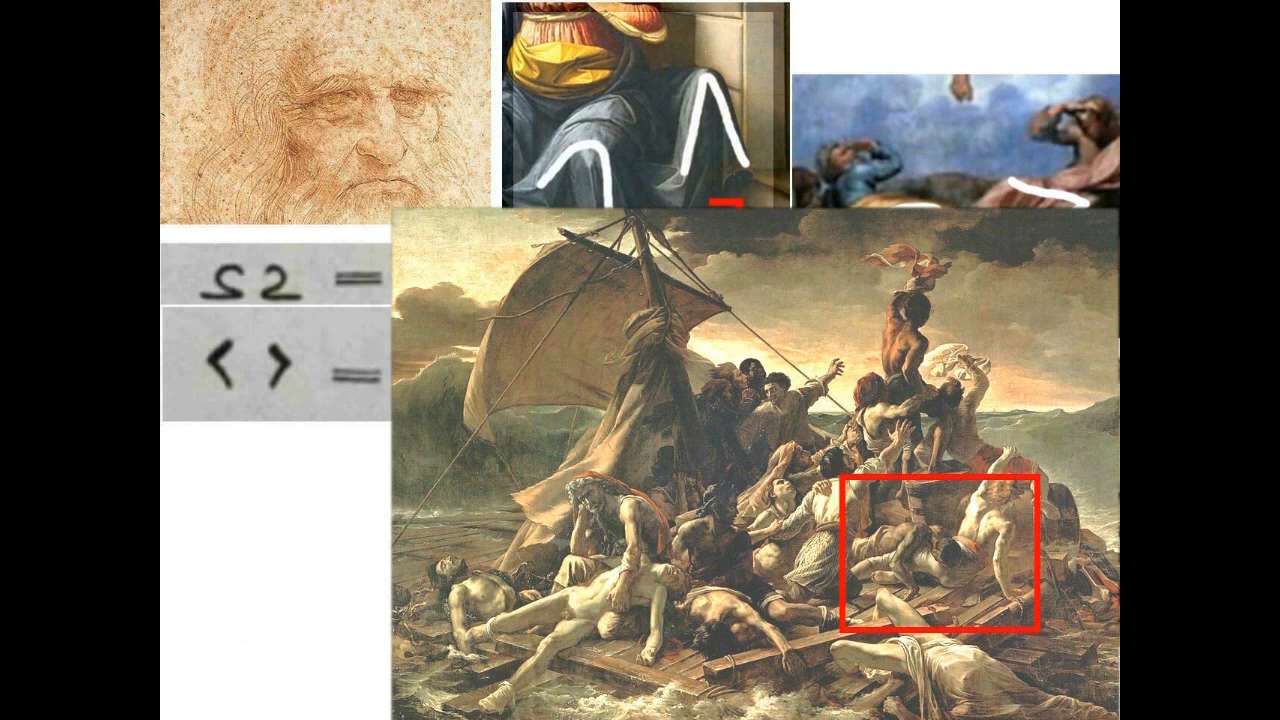 =
< > =